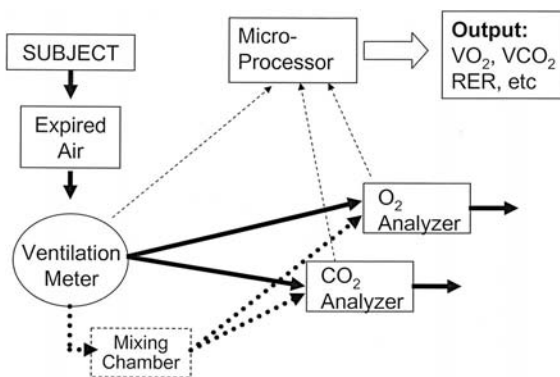 SUBJECT
Expired
Air
Ventilation
Meter
Mixing
Chamber
Micro-
Processor
Output:
VO₂, VCO₂
RER, etc
O₂
Analyzer
CO₂
Analyzer